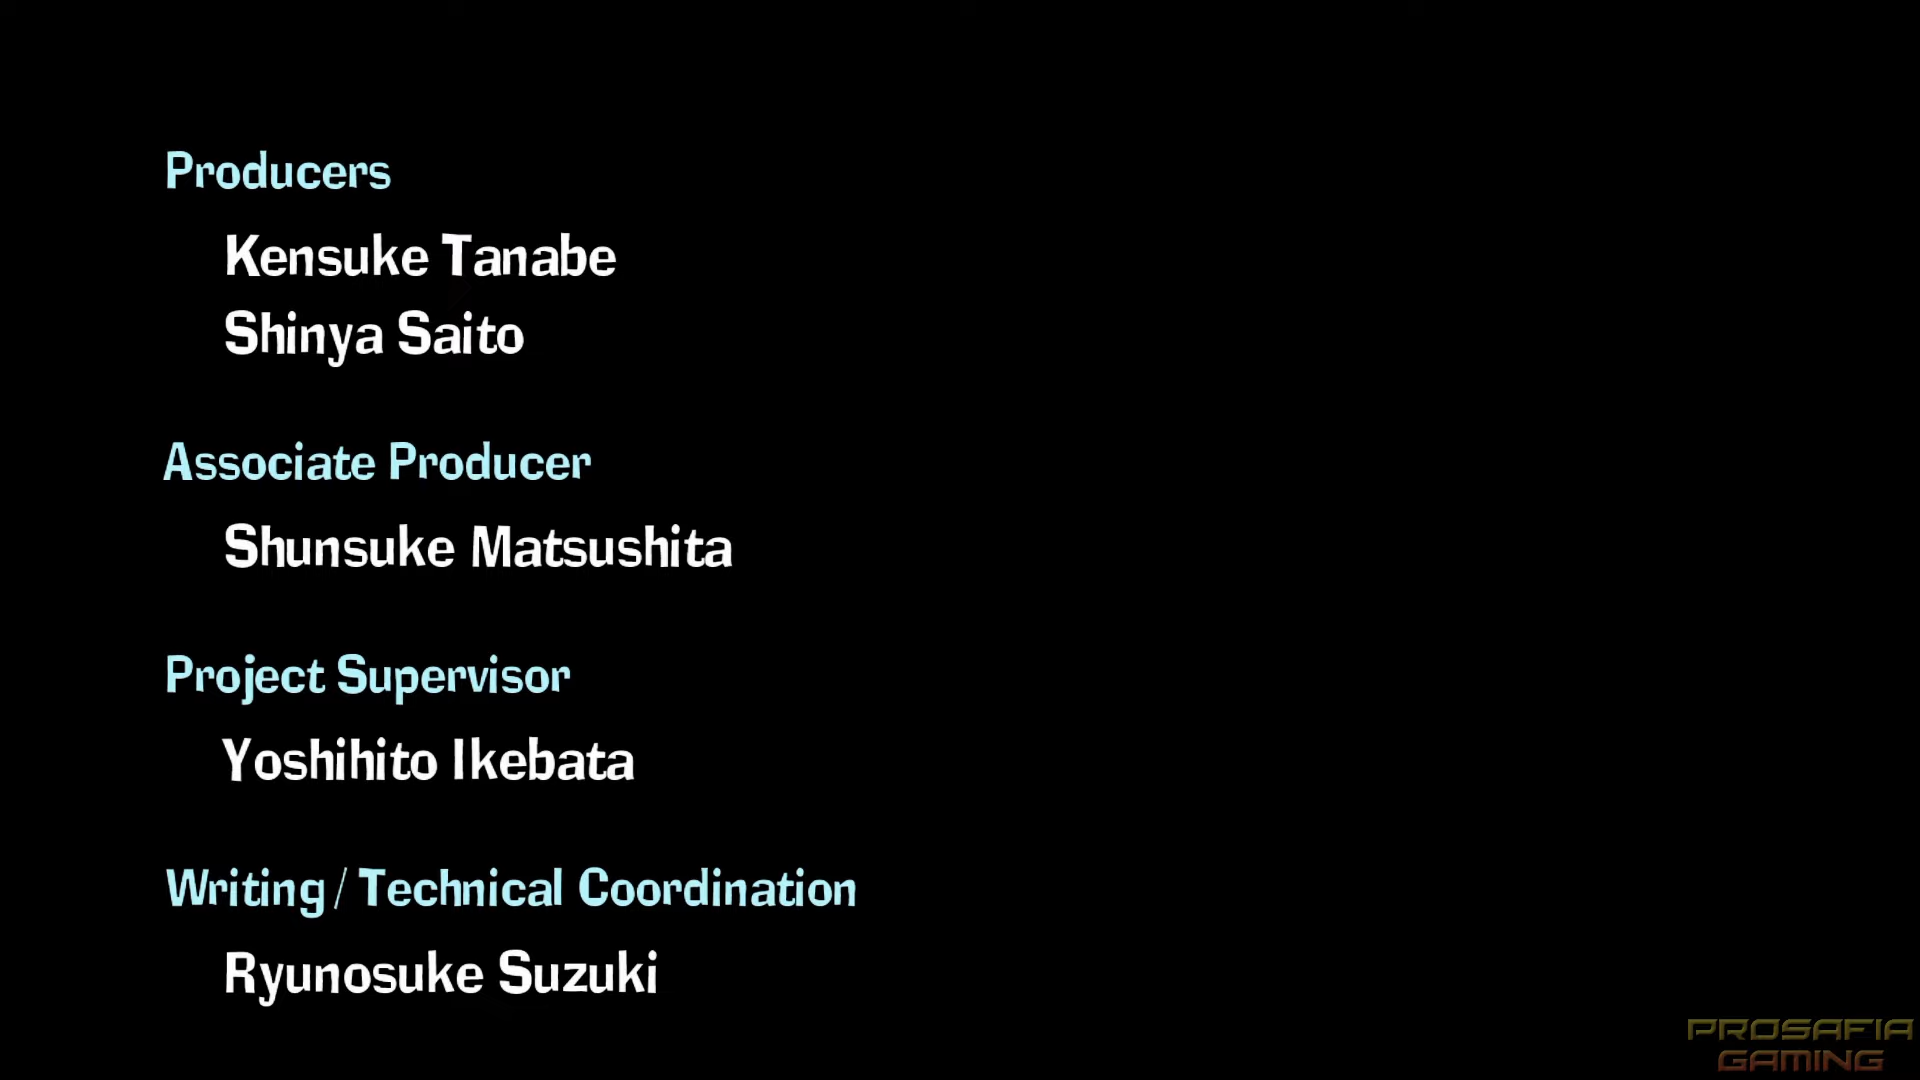 Producers
Kensuke Tanabe
Shinya Saito
Associate Producer
Shunsuke Matsushita
Project Supervisor
Yoshihito Ikebata
Writing / Technical Coordination
Ryunosuke Suzuki
PROSAFIA
GAMING